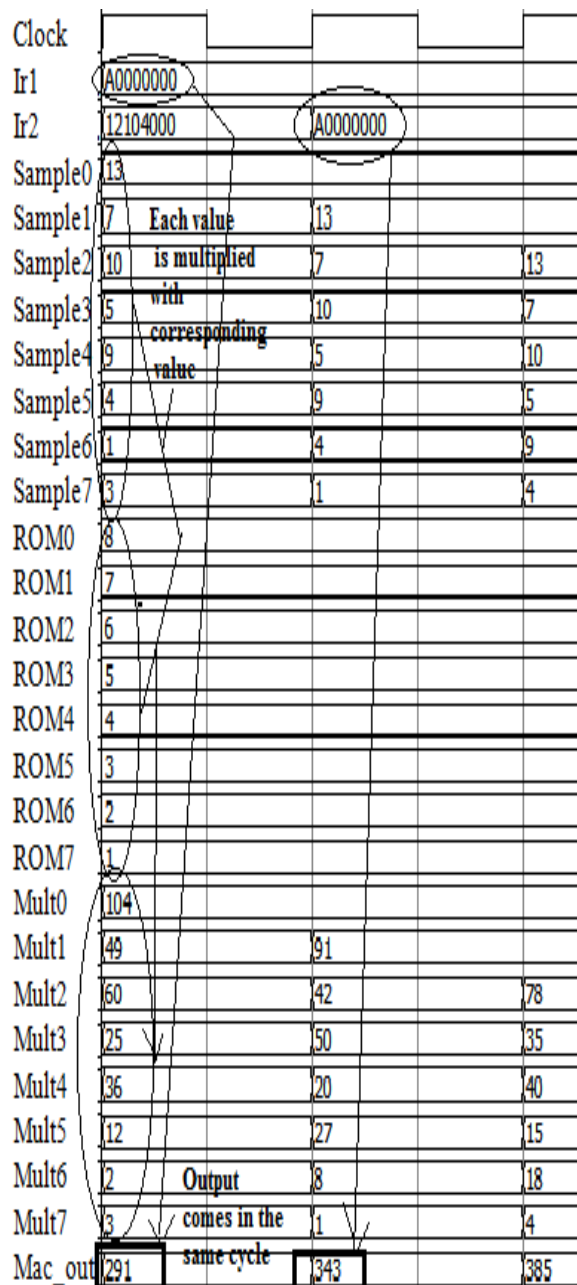 Clock
Ir1 A0000000
Ir2 12104000 A0000000
Sample0 13
Sample1 7 13
Sample2 10 7 13
Sample3 5 10 7
Sample4 9 5 10
Sample5 4 9 5
Sample6 1 4 9
Sample7 3 1 4
Each value
is multiplied
with
corresponding
value
ROM0 8
ROM1 7
ROM2 6
ROM3 5
ROM4 4
ROM5 3
ROM6 2
ROM7 1
Mult0 104
Mult1 49 91
Mult2 60 42 78
Mult3 25 50 35
Mult4 36 20 40
Mult5 12 27 15
Mult6 2 8 18
Mult7 3 1 4
Output
comes in the
same cycle
Mac_out 291 343 385